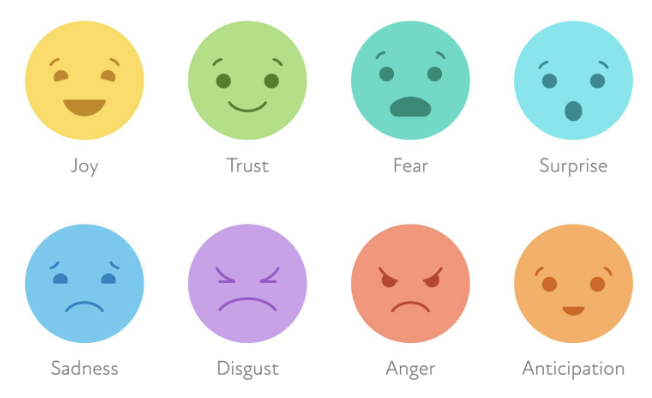 Joy
Trust
Fear
Surprise
Sadness
Disgust
Anger
Anticipation